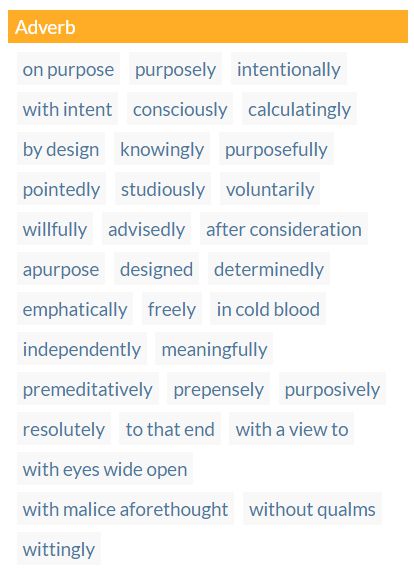 Adverb
on purpose purposely intentionally
with intent consciously calculatingly
by design knowingly purposefully
pointedly studiously voluntarily
willfully advisedly after consideration
apurpose designed determinedly
emphatically freely in cold blood
independently meaningfully
premeditatively prepensely purposively
resolutely to that end with a view to
with eyes wide open
with malice aforethought without qualms
wittingly